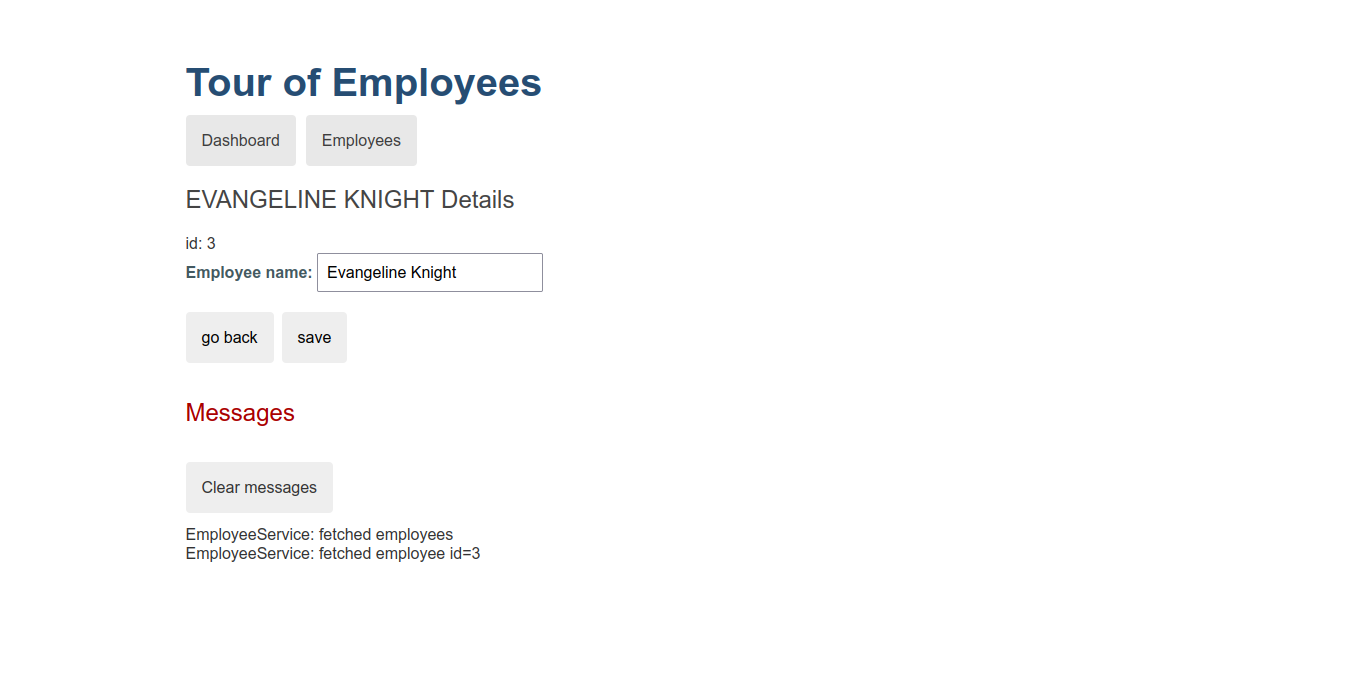 Tour of Employees
Dashboard Employees
EVANGELINE KNIGHT Details
id: 3
Employee name: Evangeline Knight
go back save
Messages
Clear messages
EmployeeService: fetched employees
EmployeeService: fetched employee id=3